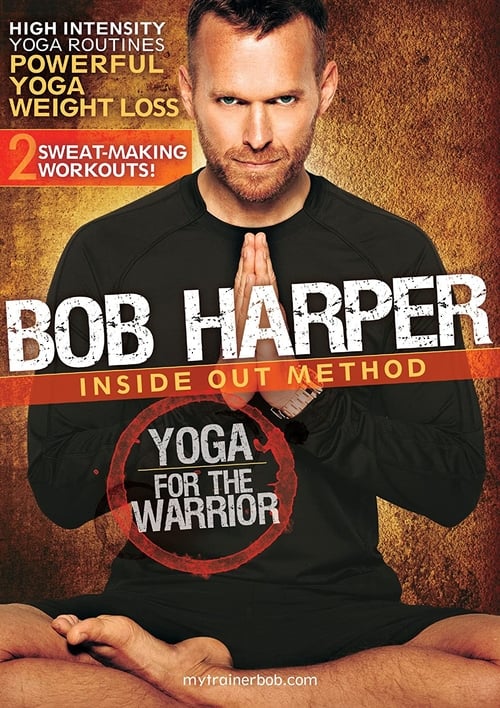 HIGH INTENSITY
YOGA ROUTINES
POWERFUL
YOGA
WEIGHT LOSS
2 SWEAT-MAKING
WORKOUTS!
BOB HARPER
INSIDE OUT METHOD
YOGA
FOR THE
WARRIOR
mytrainerbob.com